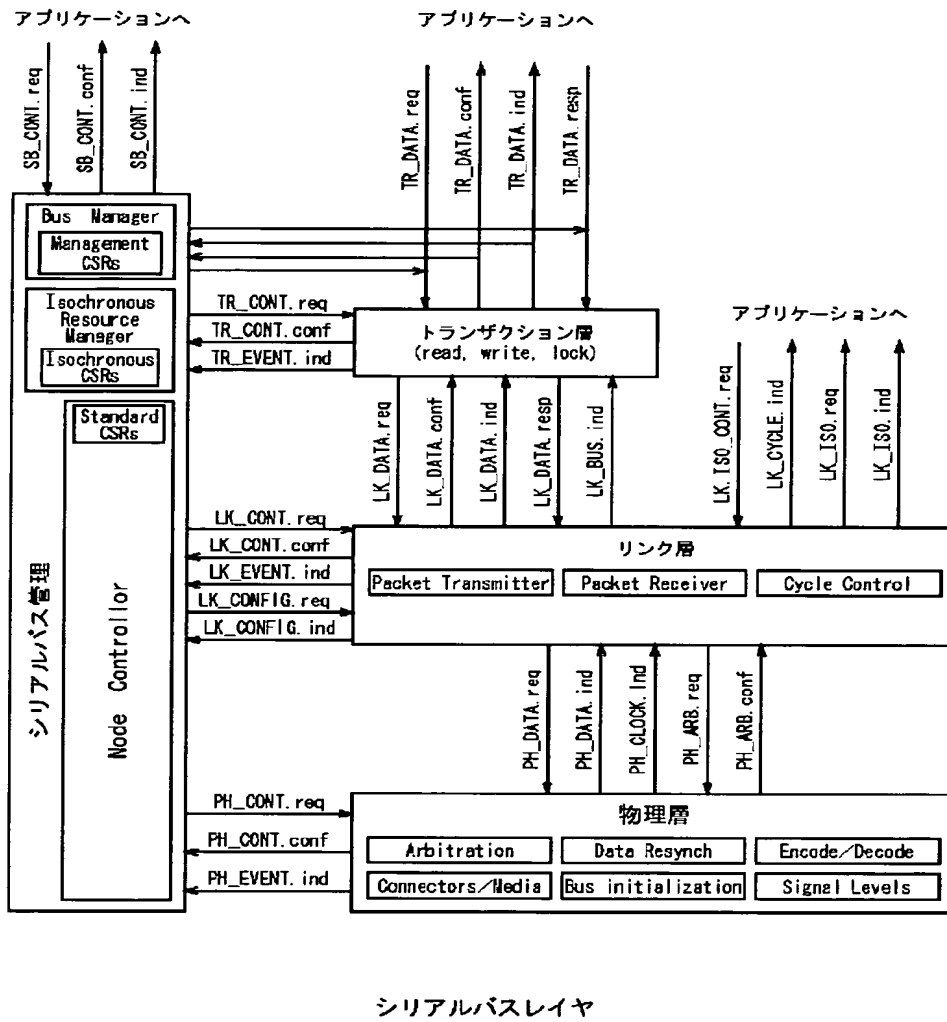 アプリケーションへ
アプリケーションへ
SB_CONT.req
SB_CONT.conf
SB_CONT.ind
TR_DATA.req
TR_DATA.conf
TR_DATA.ind
TR_DATA.resp
Bus Manager
Management
CSRs
Isochronous
Resource
Manager
Isochronous
CSRs
TR_CONT.req
TR_CONT.conf
TR_EVENT.ind
トランザクション層
(read, write, lock)
アプリケーションへ
Standard
CSRs
LK_DATA.req
LK_DATA.conf
LK_DATA.ind
LK_DATA.resp
LK_BUS.ind
LK.ISO_CONT.req
LK_CYCLE.ind
LK_ISO.req
LK_ISO.ind
シリアルバス管理
Node Controllor
LK_CONT.req
LK_CONT.conf
LK_EVENT.ind
LK_CONFIG.req
LK_CONFIG.ind
リンク層
Packet Transmitter
Packet Receiver
Cycle Control
PH_DATA.req
PH_DATA.ind
PH_CLOCK.Ind
PH_ARB.req
PH_ARB.conf
PH_CONT.req
PH_CONT.conf
PH_EVENT.ind
物理層
Arbitration
Data Resynch
Encode/Decode
Connectors/Media
Bus initialization
Signal Levels
シリアルバスレイヤ